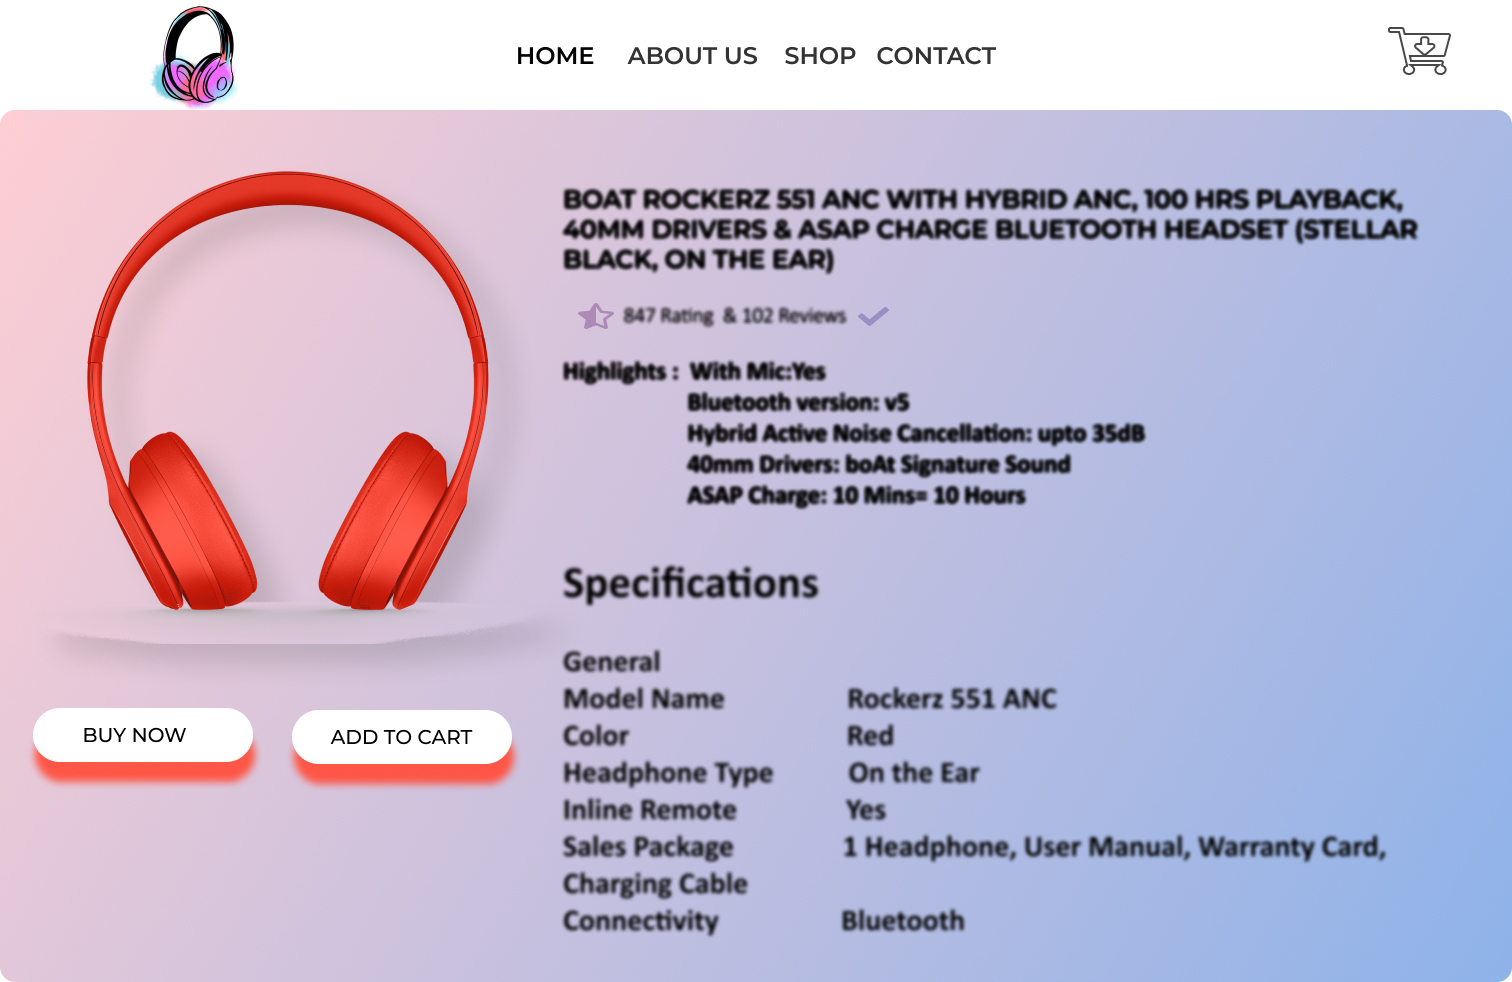 HOME ABOUT US SHOP CONTACT
BOAT ROCKERZ 551 ANC WITH HYBRID ANC, 100 HRS PLAYBACK,
40MM DRIVERS & ASAP CHARGE BLUETOOTH HEADSET (STELLAR
BLACK, ON THE EAR)
847 Rating & 102 Reviews
Highlights : With Mic:Yes
Bluetooth version: v5
Hybrid Active Noise Cancellation: upto 35dB
40mm Drivers: boAt Signature Sound
ASAP Charge: 10 Mins= 10 Hours
Specifications
General
Model Name Rockerz 551 ANC
Color Red
Headphone Type On the Ear
Inline Remote Yes
Sales Package 1 Headphone, User Manual, Warranty Card,
Charging Cable
Connectivity Bluetooth
BUY NOW
ADD TO CART